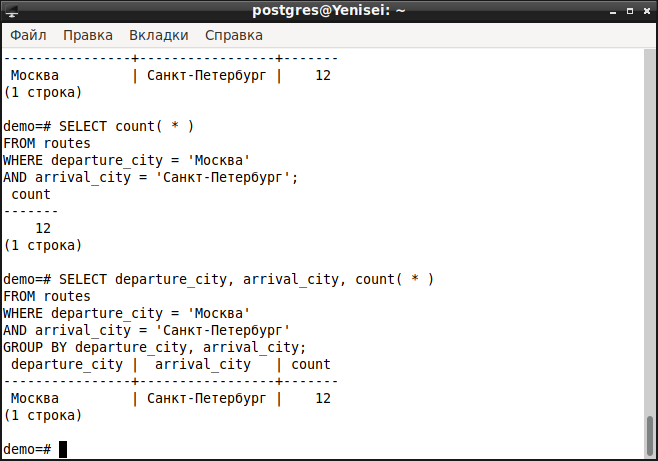 postgres@Yenisei: ~
Файл Правка Вкладки Справка
----------------+-----------------+-------
 Москва         | Санкт-Петербург |    12
(1 строка)

demo=# SELECT count( * )
FROM routes
WHERE departure_city = 'Москва'
AND arrival_city = 'Санкт-Петербург';
 count
-------
    12
(1 строка)

demo=# SELECT departure_city, arrival_city, count( * )
FROM routes
WHERE departure_city = 'Москва'
AND arrival_city = 'Санкт-Петербург'
GROUP BY departure_city, arrival_city;
 departure_city |  arrival_city   | count
----------------+-----------------+-------
 Москва         | Санкт-Петербург |    12
(1 строка)

demo=#